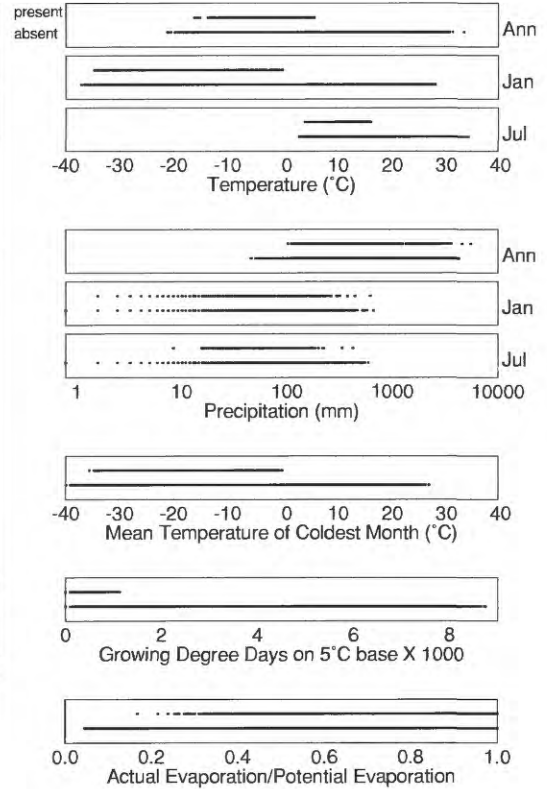 present
absent
Ann
Jan
Jul
-40 -30 -20 -10 0 10 20 30 40
Temperature (˚C)
Ann
Jan
Jul
1 10 100 1000 10000
Precipitation (mm)
-40 -30 -20 -10 0 10 20 30 40
Mean Temperature of Coldest Month (˚C)
0 2 4 6 8
Growing Degree Days on 5˚C base X 1000
0.0 0.2 0.4 0.6 0.8 1.0
Actual Evaporation/Potential Evaporation